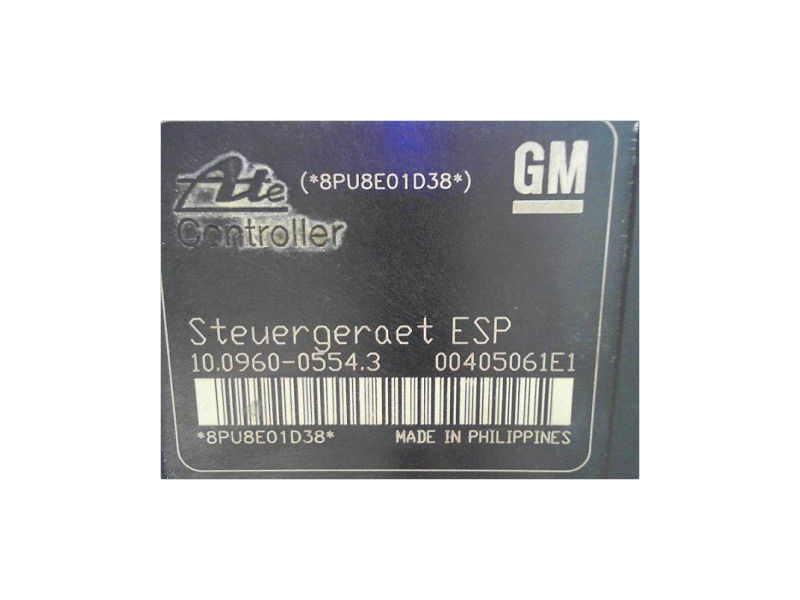 Ate (*8PU8E01D38*) GM
Controller
Steuergeraet ESP
10.0960-0554.3 00405061E1
*8PU8E01D38* MADE IN PHILIPPINES